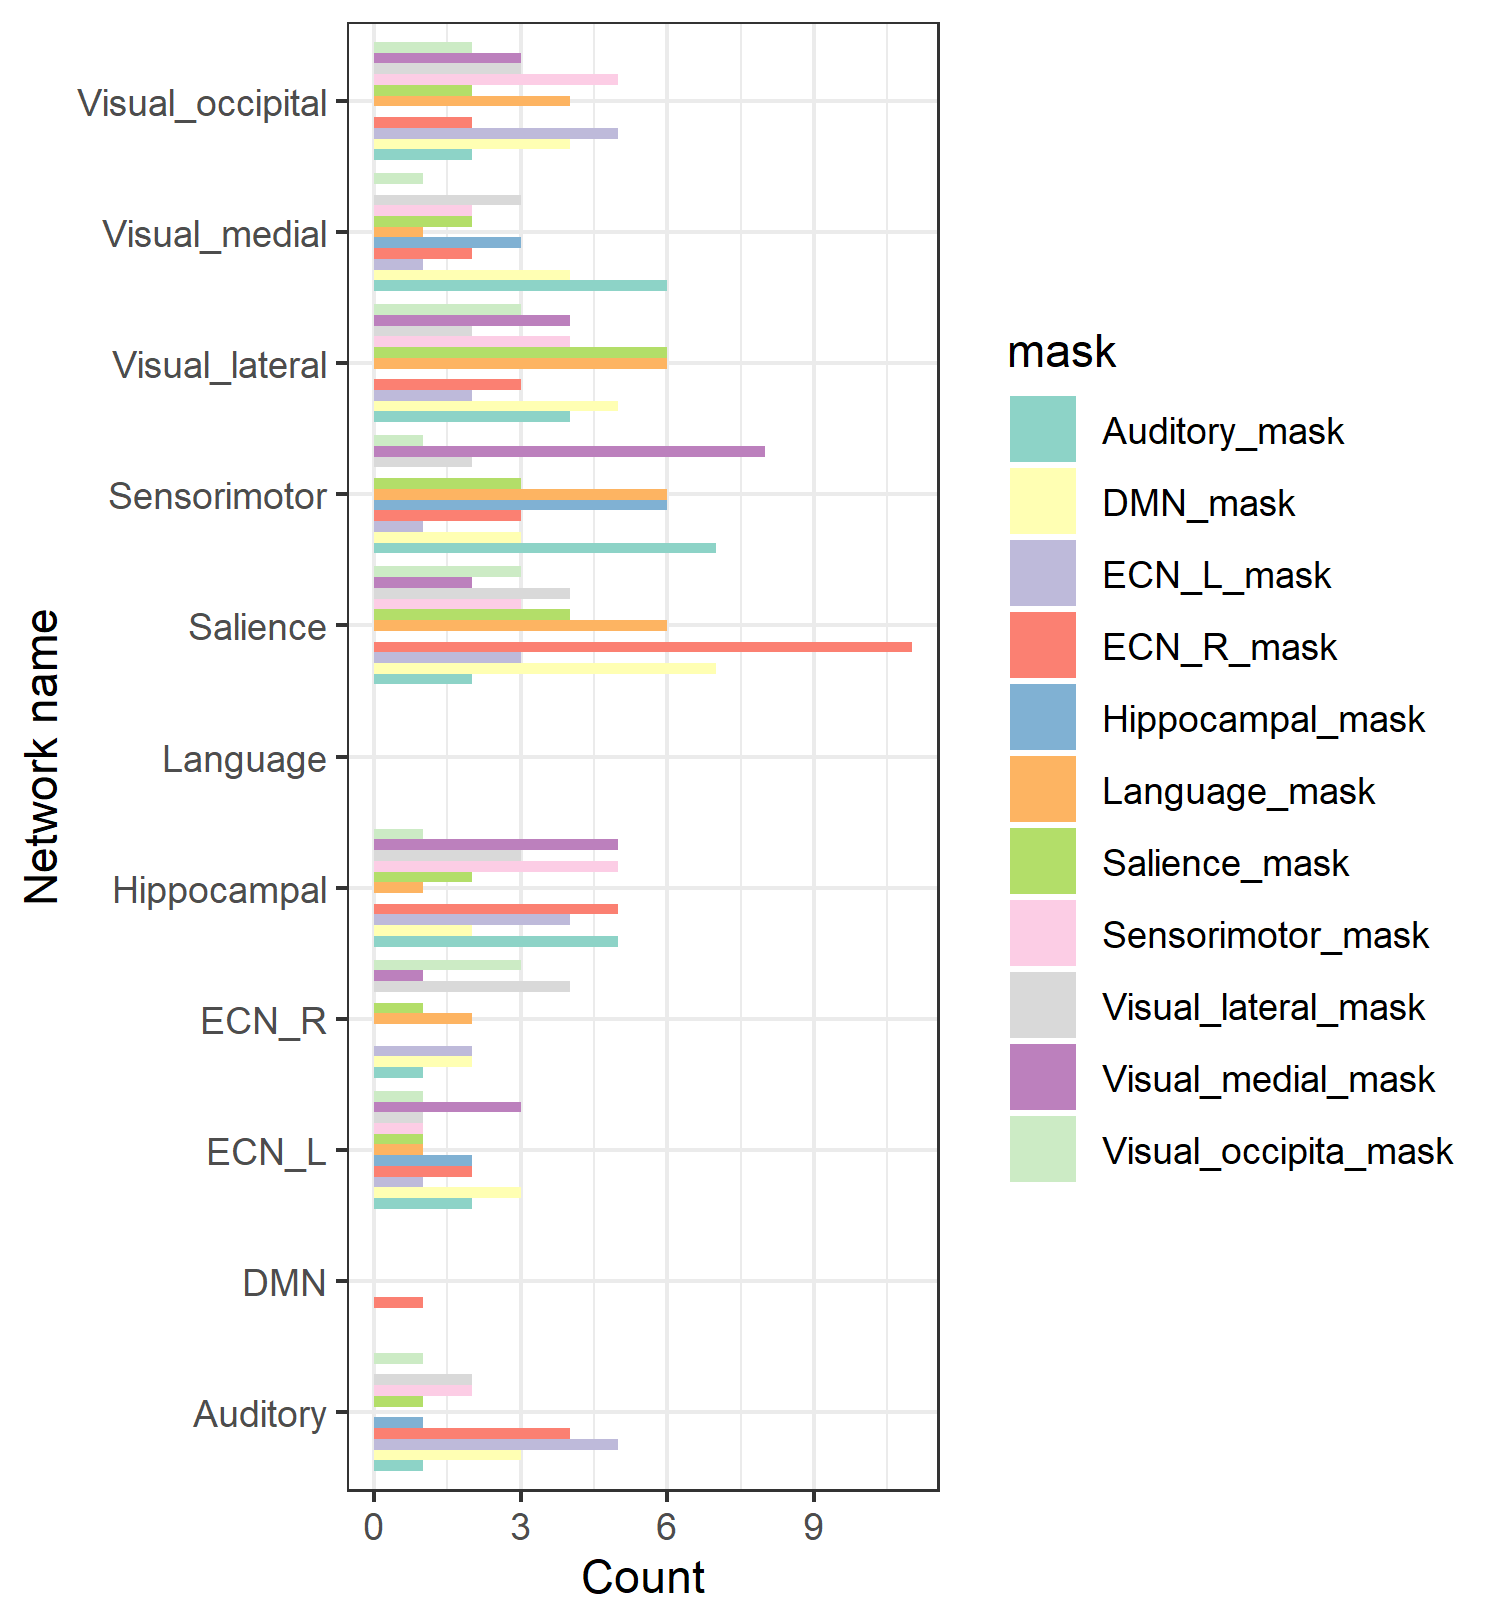 Network name
Visual_occipital
Visual_medial
Visual_lateral
Sensorimotor
Salience
Language
Hippocampal
ECN_R
ECN_L
DMN
Auditory
0 3 6 9
Count
mask
Auditory_mask
DMN_mask
ECN_L_mask
ECN_R_mask
Hippocampal_mask
Language_mask
Salience_mask
Sensorimotor_mask
Visual_lateral_mask
Visual_medial_mask
Visual_occipita_mask